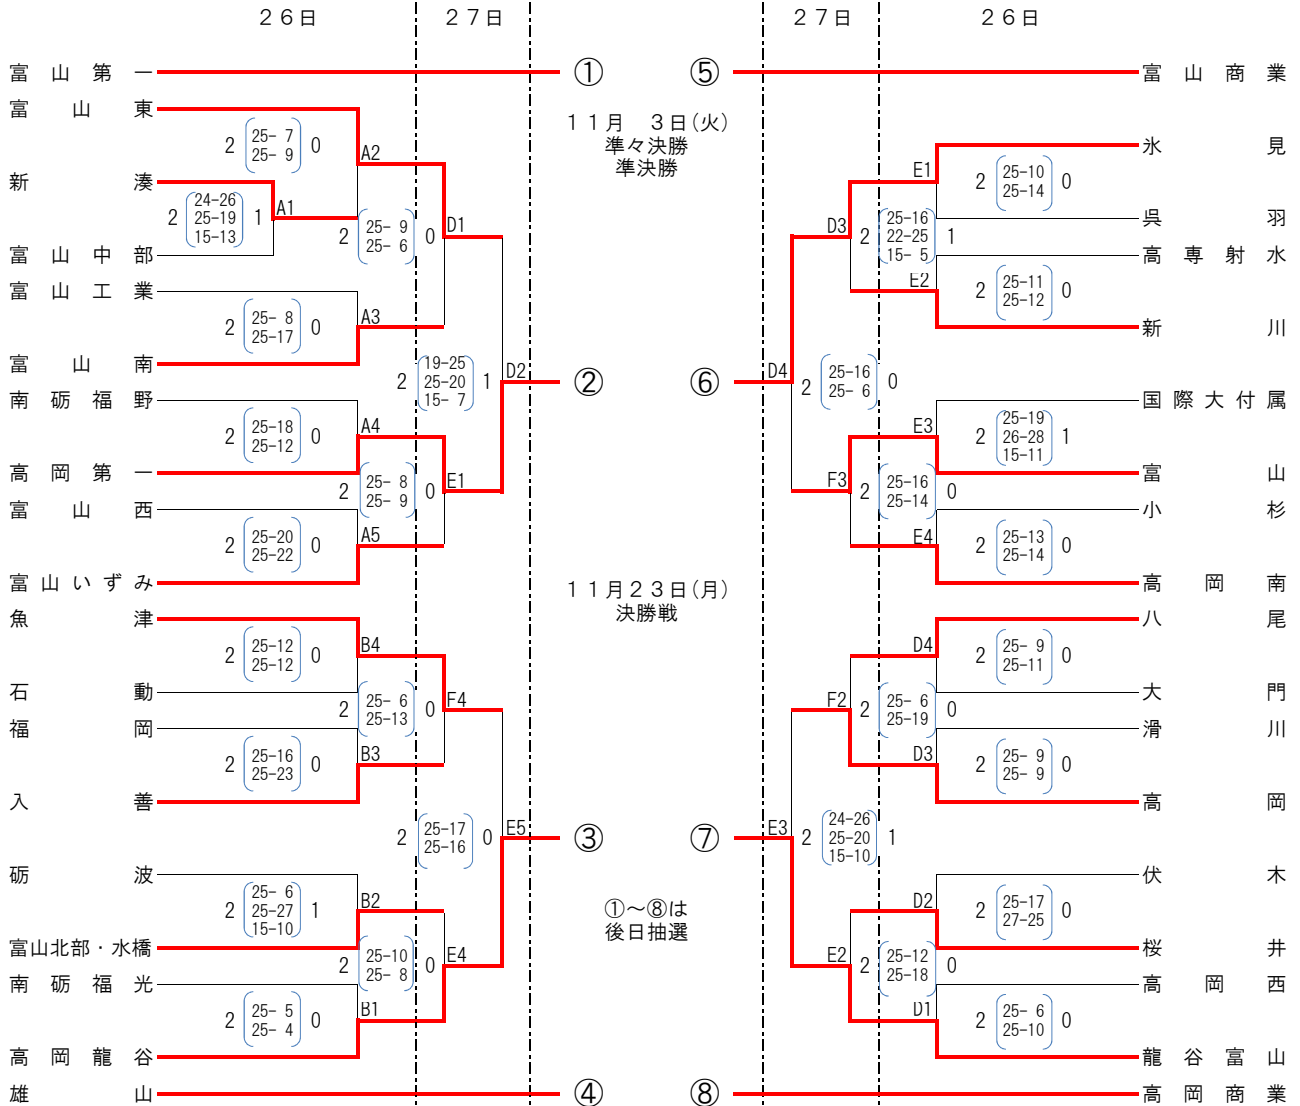 ２６日 ２７日 ２７日 ２６日
富山第一 ① ⑤ 富山商業
富山東
１１月　３日(火)
準々決勝
準決勝
2 25- 7 0
25- 9
A2
氷見
E1
2 25-10 0
25-14
新湊
2 24-26 1
25-19
15-13
A1
2 25- 9 0
25- 6
D1
D3
2 25-16 1
22-25
15- 5
呉羽
富山中部
高専射水
富山工業
E2
2 25-11 0
25-12
2 25- 8 0
25-17
A3
新川
富山南
2 19-25 1
25-20
15- 7
D2
②
⑥
D4
2 25-16 0
25- 6
南砺福野
国際大付属
2 25-18 0
25-12
A4
E3
2 25-19 1
26-28
15-11
高岡第一
富山
2 25- 8 0
25- 9
E1
F3
2 25-16 0
25-14
富山西
小杉
2 25-20 0
25-22
A5
E4
2 25-13 0
25-14
富山いずみ
高岡南
１１月２３日(月)
決勝戦
魚津
八尾
2 25-12 0
25-12
B4
D4
2 25- 9 0
25-11
石動
大門
2 25- 6 0
25-13
F4
F2
2 25- 6 0
25-19
福岡
滑川
2 25-16 0
25-23
B3
D3
2 25- 9 0
25- 9
入善
高岡
2 25-17 0
25-16
E5
③
⑦
E3
2 24-26 1
25-20
15-10
砺波
伏木
2 25- 6 1
25-27
15-10
B2
①～⑧は
後日抽選
D2
2 25-17 0
27-25
富山北部・水橋
桜井
2 25-10 0
25- 8
E4
E2
2 25-12 0
25-18
南砺福光
高岡西
2 25- 5 0
25- 4
B1
D1
2 25- 6 0
25-10
高岡龍谷
龍谷富山
雄山 ④ ⑧ 高岡商業